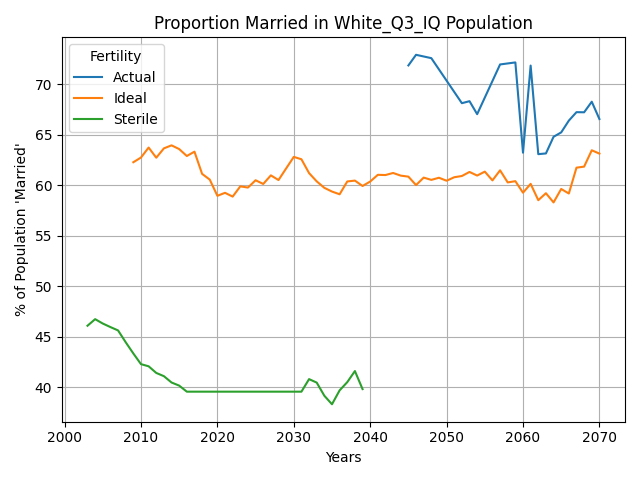 Proportion Married in White_Q3_IQ Population
% of Population 'Married'
Fertility
Actual
Ideal
Sterile
70
65
60
55
50
45
40
2000 2010 2020 2030 2040 2050 2060 2070
Years